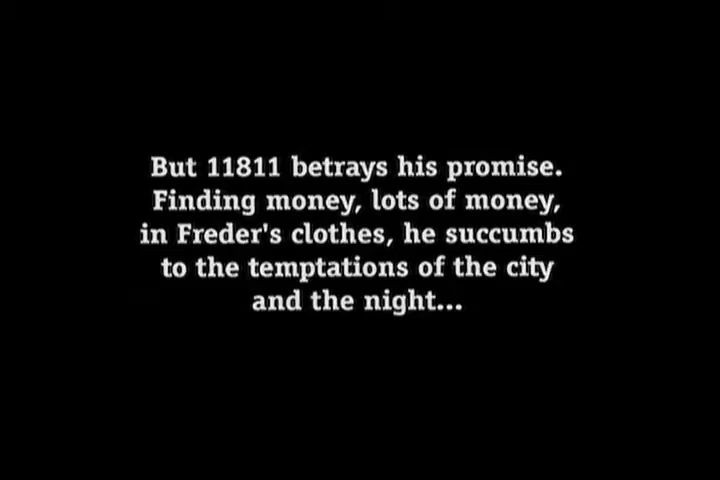 But 11811 betrays his promise.
Finding money, lots of money,
in Freder's clothes, he succumbs
to the temptations of the city
and the night...